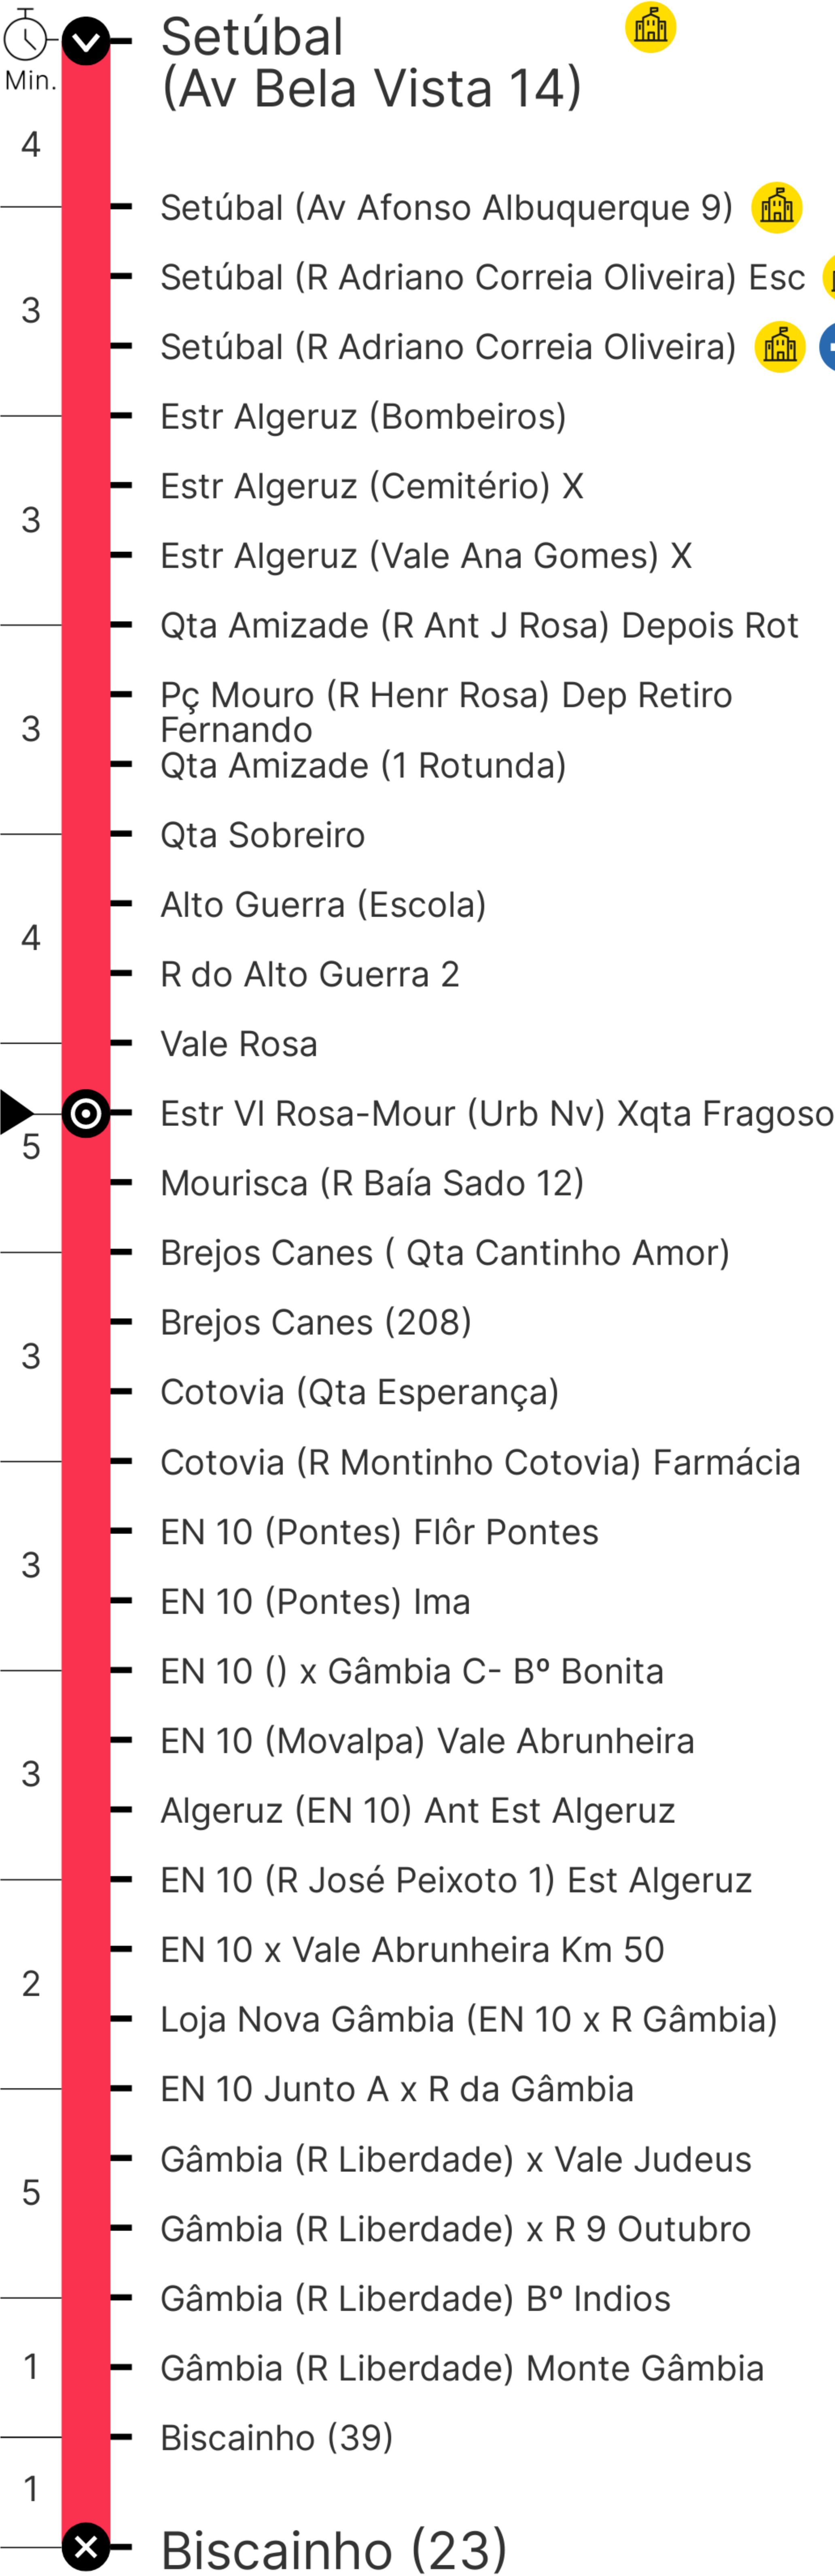 Setúbal
(Av Bela Vista 14)
Min.
4
Setúbal (Av Afonso Albuquerque 9)
Setúbal (R Adriano Correia Oliveira) Esc
3
Setúbal (R Adriano Correia Oliveira)
Estr Algeruz (Bombeiros)
Estr Algeruz (Cemitério) X
3
Estr Algeruz (Vale Ana Gomes) X
Qta Amizade (R Ant J Rosa) Depois Rot
Pç Mouro (R Henr Rosa) Dep Retiro
Fernando
3
Qta Amizade (1 Rotunda)
Qta Sobreiro
Alto Guerra (Escola)
4
R do Alto Guerra 2
Vale Rosa
Estr Vl Rosa-Mour (Urb Nv) Xqta Fragoso
5
Mourisca (R Baía Sado 12)
Brejos Canes ( Qta Cantinho Amor)
Brejos Canes (208)
3
Cotovia (Qta Esperança)
Cotovia (R Montinho Cotovia) Farmácia
EN 10 (Pontes) Flôr Pontes
3
EN 10 (Pontes) Ima
EN 10 () x Gâmbia C- Bº Bonita
EN 10 (Movalpa) Vale Abrunheira
3
Algeruz (EN 10) Ant Est Algeruz
EN 10 (R José Peixoto 1) Est Algeruz
EN 10 x Vale Abrunheira Km 50
2
Loja Nova Gâmbia (EN 10 x R Gâmbia)
EN 10 Junto A x R da Gâmbia
Gâmbia (R Liberdade) x Vale Judeus
5
Gâmbia (R Liberdade) x R 9 Outubro
Gâmbia (R Liberdade) Bº Indios
1
Gâmbia (R Liberdade) Monte Gâmbia
Biscainho (39)
1
Biscainho (23)